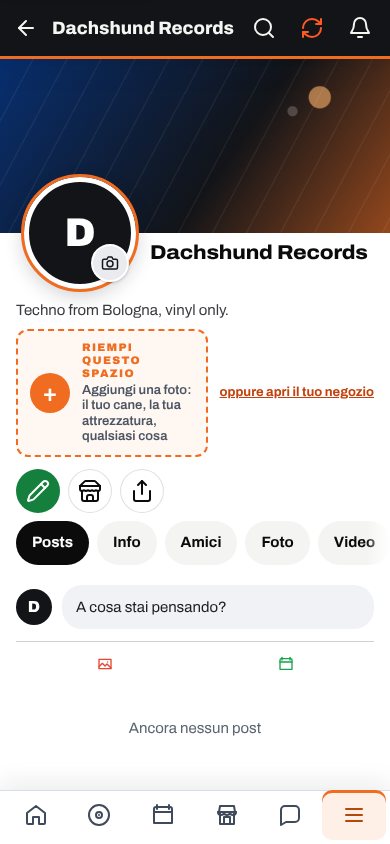 Dachshund Records
D
Dachshund Records
Techno from Bologna, vinyl only.
RIEMPI
QUESTO
SPAZIO
Aggiungi una foto:
il tuo cane, la tua
attrezzatura,
qualsiasi cosa
oppure apri il tuo negozio
Posts Info Amici Foto Video
D A cosa stai pensando?
Ancora nessun post